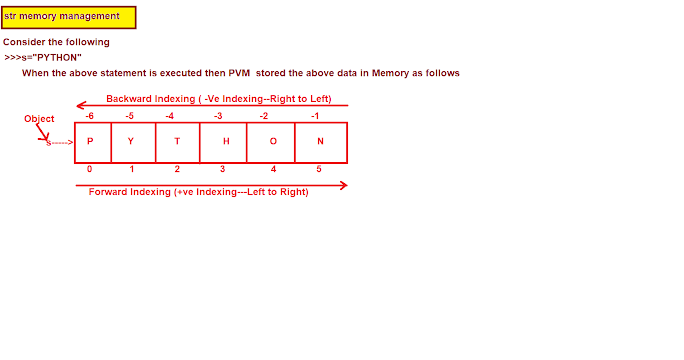 str memory management
Consider the following
>>>s="PYTHON"
When the above statement is executed then PVM stored the above data in Memory as follows
Backward Indexing ( -Ve Indexing--Right to Left)
Object
-6 -5 -4 -3 -2 -1
s-----> P Y T H O N
0 1 2 3 4 5
Forward Indexing (+ve Indexing---Left to Right)